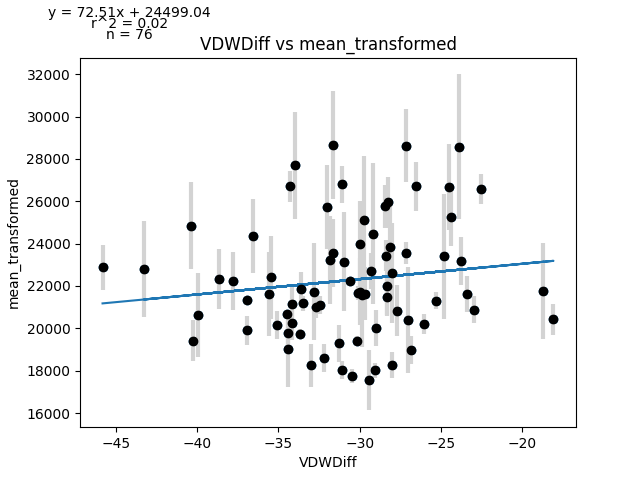 y = 72.51x + 24499.04
r^2 = 0.02
n = 76
VDWDiff vs mean_transformed
32000
30000
28000
26000
24000
22000
20000
18000
16000
mean_transformed
−45
−40
−35
−30
−25
−20
VDWDiff